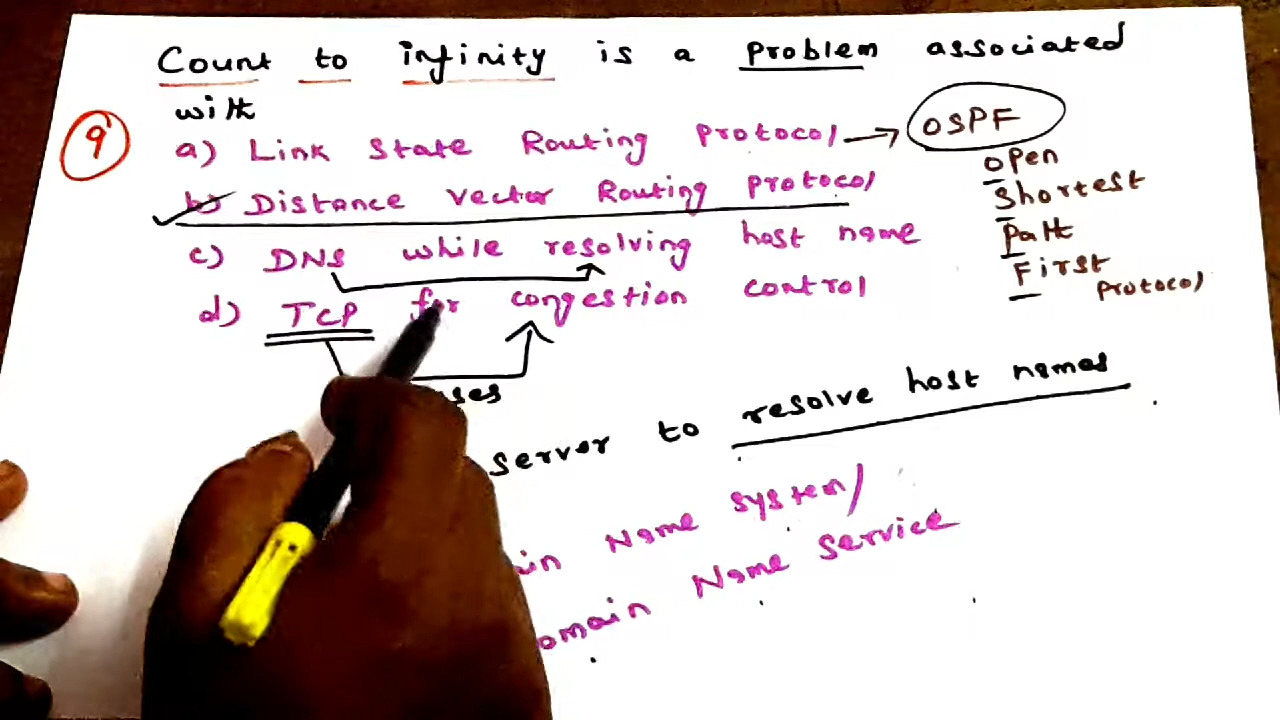 Count to infinity is a problem associated
with
9
a) Link State Routing Protocol → OSPF
Open
Shortest
Path
First
Protocol
b) Distance Vector Routing protocol
c) DNS while resolving host name
d) TCP for congestion control
server to resolve host names
Name system/
Name Service